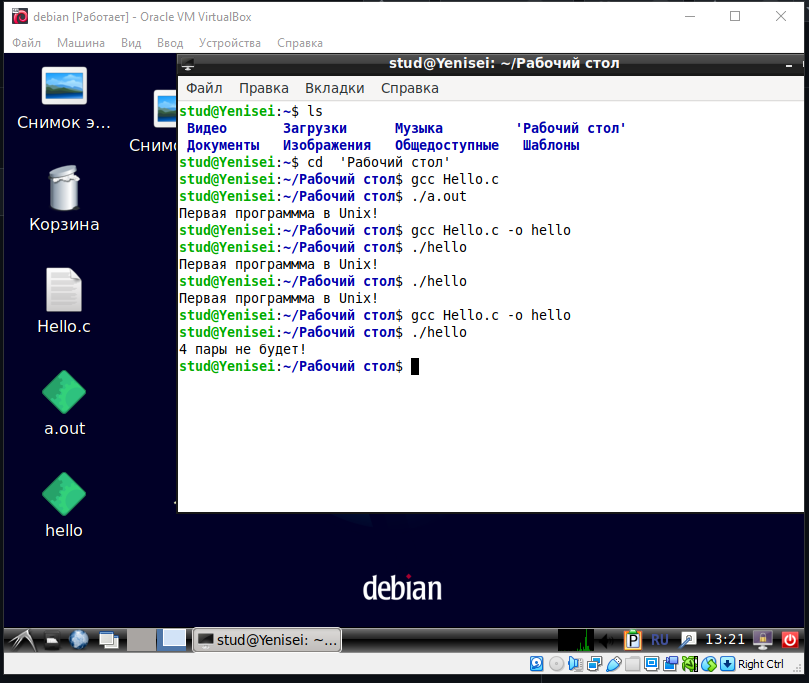 debian [Работает] - Oracle VM VirtualBox
Файл Машина Вид Ввод Устройства Справка
stud@Yenisei: ~/Рабочий стол
Файл Правка Вкладки Справка
Снимок э...
Сним
Корзина
Hello.c
a.out
hello
stud@Yenisei:~$ ls
Видео Загрузки Музыка 'Рабочий стол'
Документы Изображения Общедоступные Шаблоны
stud@Yenisei:~$ cd 'Рабочий стол'
stud@Yenisei:~/Рабочий стол$ gcc Hello.c
stud@Yenisei:~/Рабочий стол$ ./a.out
Первая программма в Unix!
stud@Yenisei:~/Рабочий стол$ gcc Hello.c -o hello
stud@Yenisei:~/Рабочий стол$ ./hello
Первая программма в Unix!
stud@Yenisei:~/Рабочий стол$ ./hello
Первая программма в Unix!
stud@Yenisei:~/Рабочий стол$ gcc Hello.c -o hello
stud@Yenisei:~/Рабочий стол$ ./hello
4 пары не будет!
stud@Yenisei:~/Рабочий стол$
debian
stud@Yenisei: ~... P RU 13:21
Right Ctrl